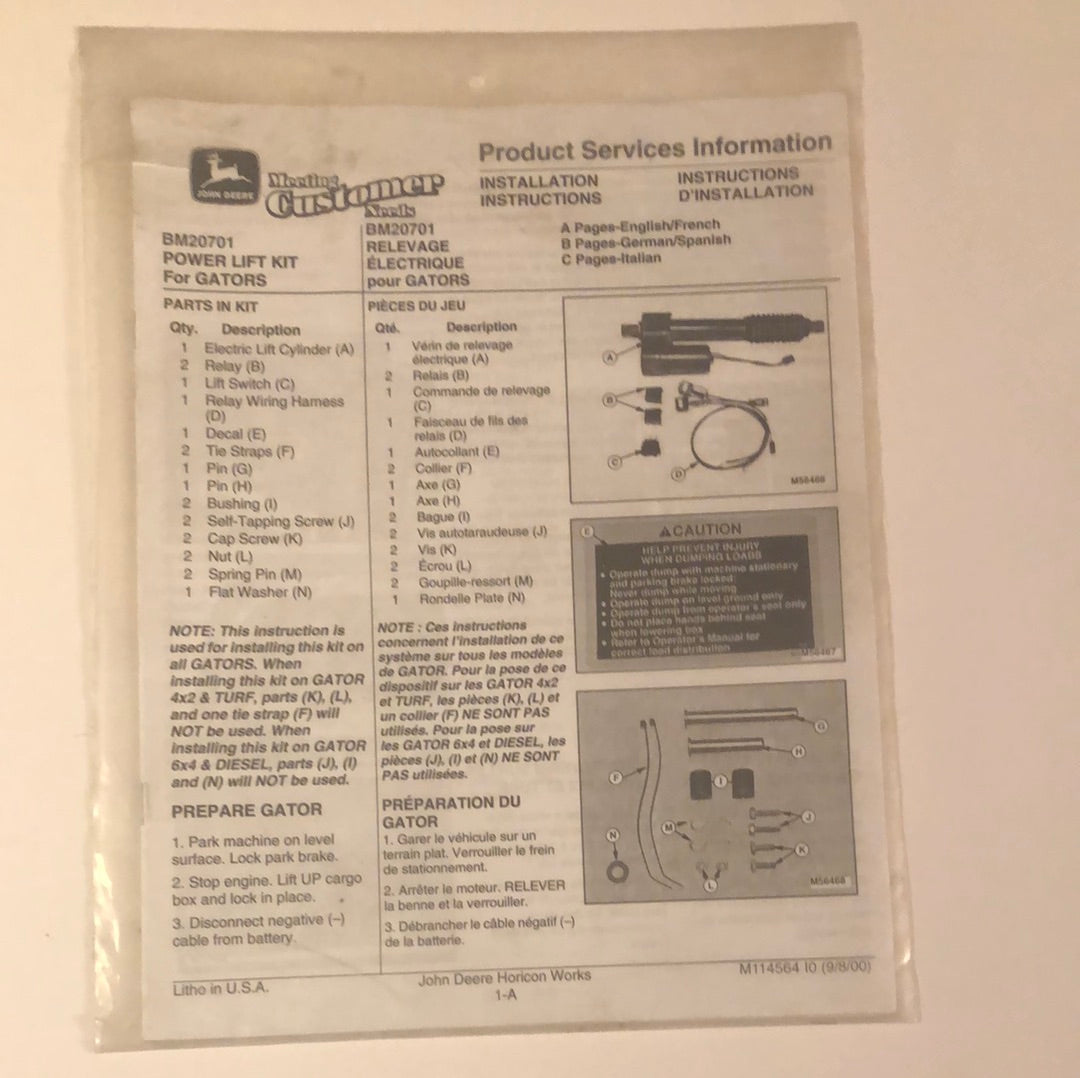 Product Services Information
INSTALLATION
INSTRUCTIONS
INSTRUCTIONS
D'INSTALLATION
JOHN DEERE
Meeting
Customer
Needs
BM20701
POWER LIFT KIT
For GATORS
BM20701
RELEVAGE
ÉLECTRIQUE
pour GATORS
A Pages-English/French
B Pages-German/Spanish
C Pages-Italian
PARTS IN KIT
Qty. Description
1 Electric Lift Cylinder (A)
2 Relay (B)
1 Lift Switch (C)
1 Relay Wiring Harness
(D)
1 Decal (E)
2 Tie Straps (F)
1 Pin (G)
1 Pin (H)
2 Bushing (I)
2 Self-Tapping Screw (J)
2 Cap Screw (K)
2 Nut (L)
2 Spring Pin (M)
1 Flat Washer (N)
NOTE: This instruction is
used for installing this kit on
all GATORS. When
installing this kit on GATOR
4x2 & TURF, parts (K), (L),
and one tie strap (F) will
NOT be used. When
installing this kit on GATOR
6x4 & DIESEL, parts (J), (I)
and (N) will NOT be used.
PREPARE GATOR
1. Park machine on level
surface. Lock park brake.
2. Stop engine. Lift UP cargo
box and lock in place.
3. Disconnect negative (–)
cable from battery.
PIÈCES DU JEU
Qté. Description
1 Vérin de relevage
électrique (A)
2 Relais (B)
1 Commande de relevage
(C)
1 Faisceau de fils des
relais (D)
1 Autocollant (E)
2 Collier (F)
1 Axe (G)
1 Axe (H)
2 Bague (I)
2 Vis autotaraudeuse (J)
2 Vis (K)
2 Écrou (L)
2 Goupille-ressort (M)
1 Rondelle Plate (N)
NOTE : Ces instructions
concernent l'installation de ce
système sur tous les modèles
de GATOR. Pour la pose de ce
dispositif sur les GATOR 4x2
et TURF, les pièces (K), (L) et
un collier (F) NE SONT PAS
utilisés. Pour la pose sur
les GATOR 6x4 et DIESEL, les
pièces (J), (I) et (N) NE SONT
PAS utilisées.
PRÉPARATION DU
GATOR
1. Garer le véhicule sur un
terrain plat. Verrouiller le frein
de stationnement.
2. Arrêter le moteur. RELEVER
la benne et la verrouiller.
3. Débrancher le câble négatif (–)
de la batterie.
A
B
C
D
M56466
E
CAUTION
HELP PREVENT INJURY
WHEN DUMPING LOADS
• Operate dump with machine stationary
and parking brake locked
Never dump while moving
• Operate dump on level ground only
• Operate dump from operator's seat only
• Do not place hands behind seat
when lowering box
• Refer to Operator's Manual for
correct load distribution
M56467
G
H
F
I
N
M
J
K
L
M56468
Litho in U.S.A.
John Deere Horicon Works
1-A
M114564 I0 (9/8/00)